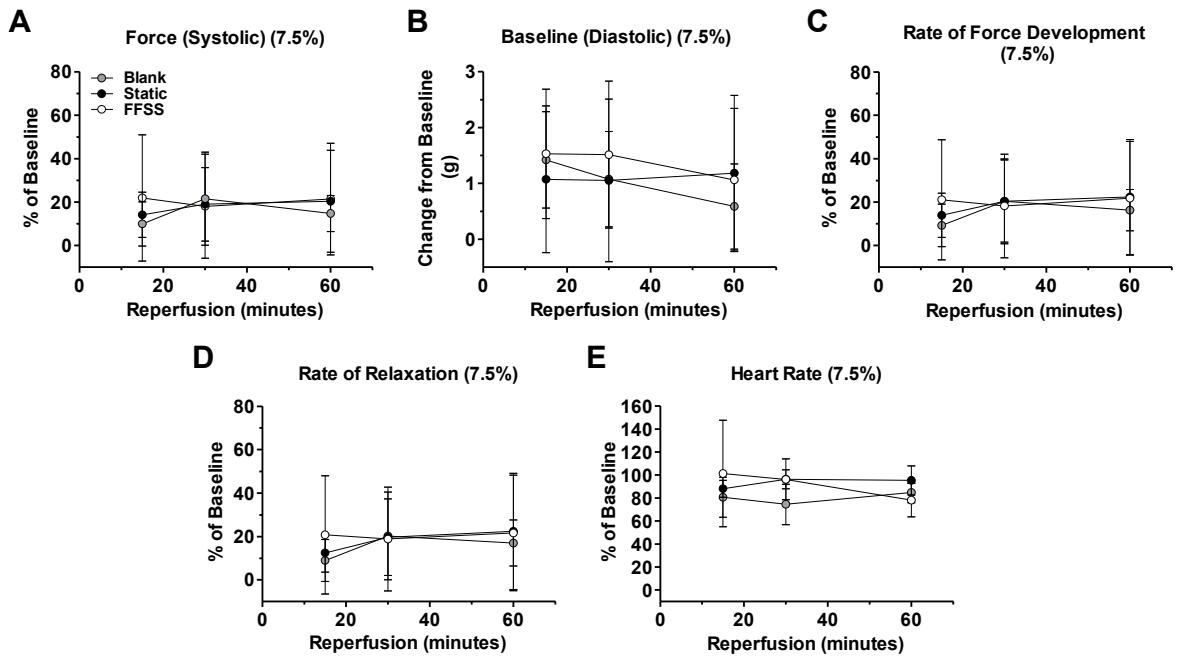 A
Force (Systolic) (7.5%)
Blank
Static
FFSS
80
60
40
20
0
% of Baseline
0 20 40 60
Reperfusion (minutes)
B
Baseline (Diastolic) (7.5%)
3
2
1
0
Change from Baseline
(g)
0 20 40 60
Reperfusion (minutes)
C
Rate of Force Development
(7.5%)
80
60
40
20
0
% of Baseline
0 20 40 60
Reperfusion (minutes)
D
Rate of Relaxation (7.5%)
80
60
40
20
0
% of Baseline
0 20 40 60
Reperfusion (minutes)
E
Heart Rate (7.5%)
160
140
120
100
80
60
40
20
0
% of Baseline
0 20 40 60
Reperfusion (minutes)